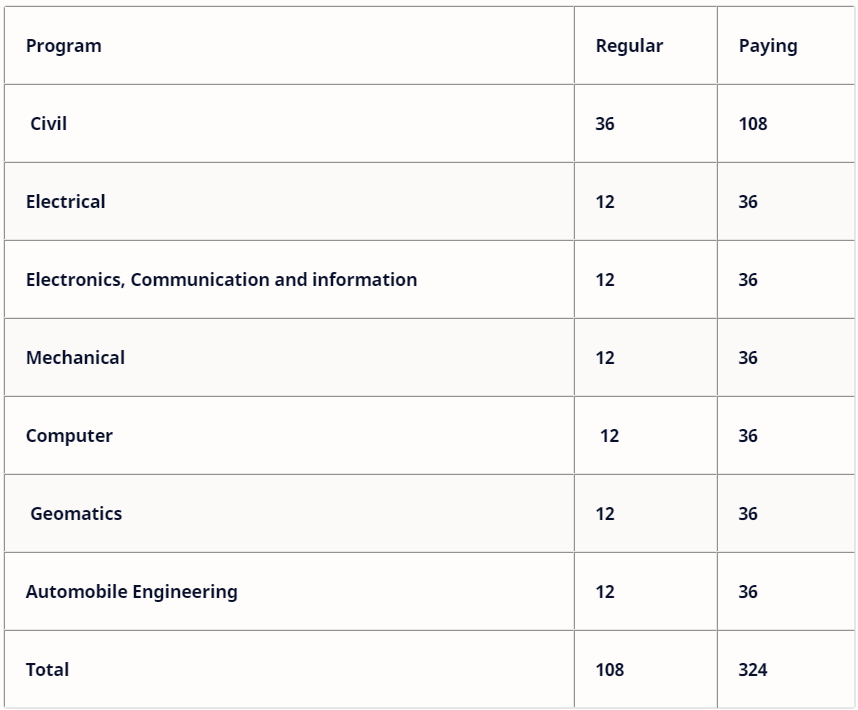 Program Regular Paying
Civil 36 108
Electrical 12 36
Electronics, Communication and information 12 36
Mechanical 12 36
Computer 12 36
Geomatics 12 36
Automobile Engineering 12 36
Total 108 324